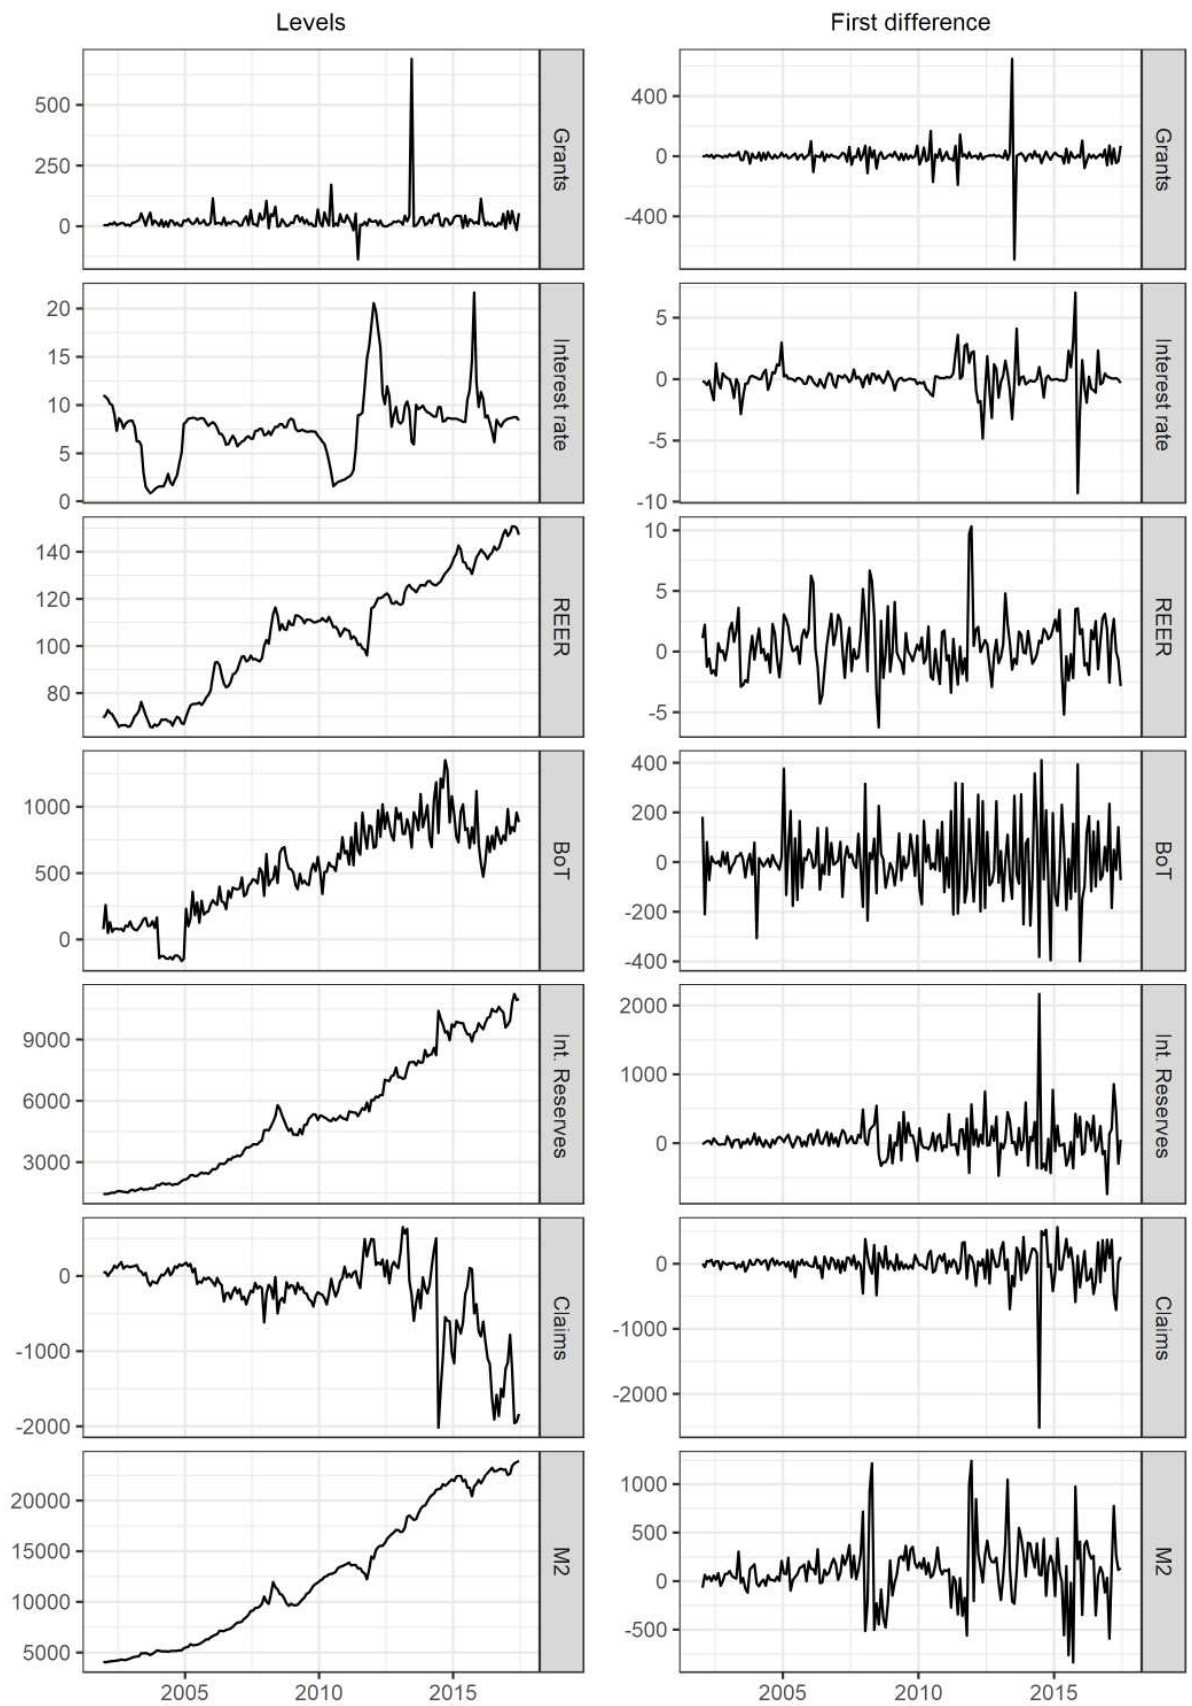 Levels
First difference
500
250
0
Grants
400
0
-400
Grants
20
15
10
5
0
Interest rate
5
0
-5
-10
Interest rate
140
120
100
80
REER
10
5
0
-5
REER
1000
500
0
BoT
400
200
0
-200
-400
BoT
9000
6000
3000
Int. Reserves
2000
1000
0
Int. Reserves
0
-1000
-2000
Claims
0
-1000
-2000
Claims
20000
15000
10000
5000
M2
1000
500
0
-500
M2
2005 2010 2015
2005 2010 2015